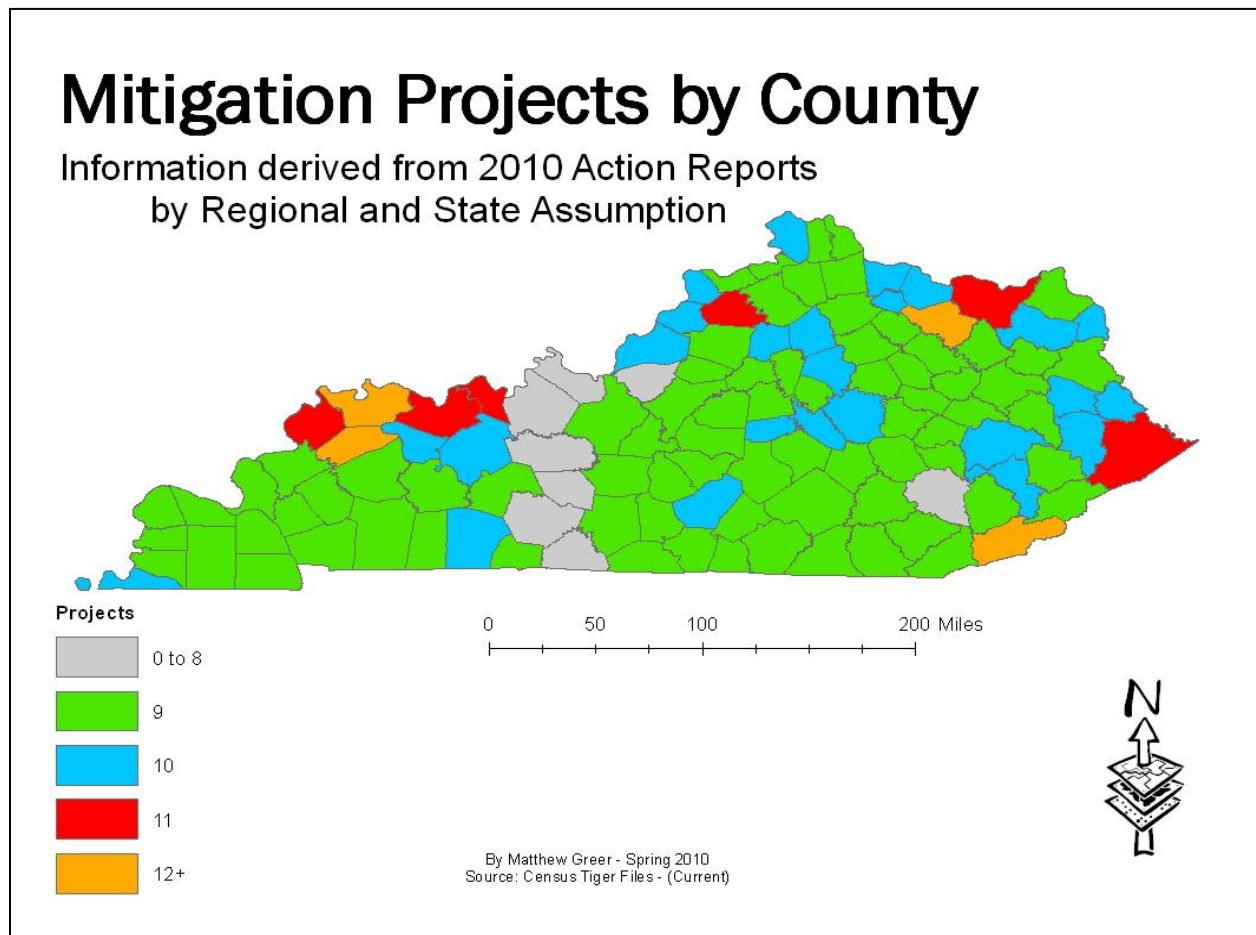 Mitigation Projects by County
Information derived from 2010 Action Reports
by Regional and State Assumption
Projects
0 to 8
9
10
11
12+
0 50 100 200 Miles
N
By Matthew Greer - Spring 2010
Source: Census Tiger Files - (Current)